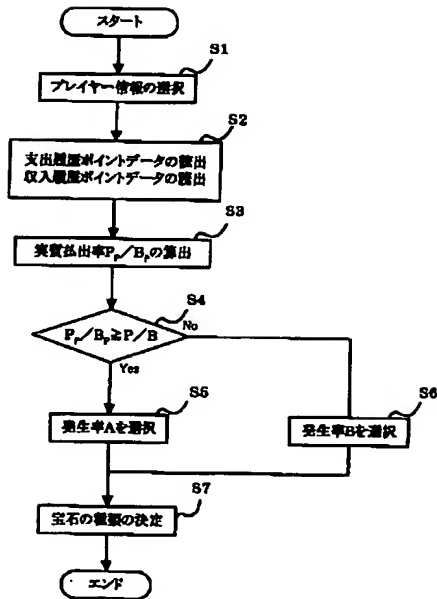 スタート
S1
プレイヤー情報の選択
S2
支出履歴ポイントデータの読出
収入履歴ポイントデータの読出
S3
実質払出率Pr／Brの算出
S4
Pr／Br≧P／B
No
Yes
S5
発生率Aを選択
S6
発生率Bを選択
S7
宝石の種類の決定
エンド